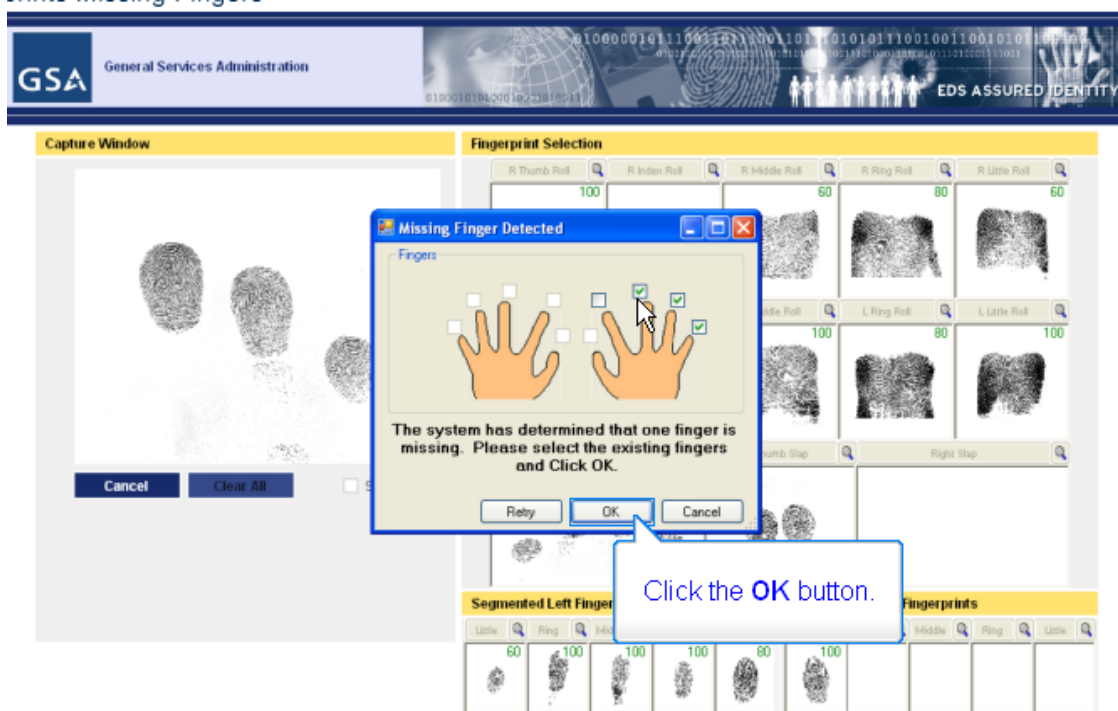 GSA
General Services Administration
EDS ASSURED IDENTITY
Capture Window
Fingerprint Selection
R Thumb Roll
R Index Roll
R Middle Roll
R Ring Roll
R Little Roll
100
60
80
60
Missing Finger Detected
Fingers
L Ring Roll
L Little Roll
100
80
100
The system has determined that one finger is
missing. Please select the existing fingers
and Click OK.
Right Slap
Cancel
Clear All
Retry
OK
Cancel
Click the OK button.
Segmented Left Finger
Fingerprints
Little
Ring
Middle
Ring
Little
60
100
100
100
80
100